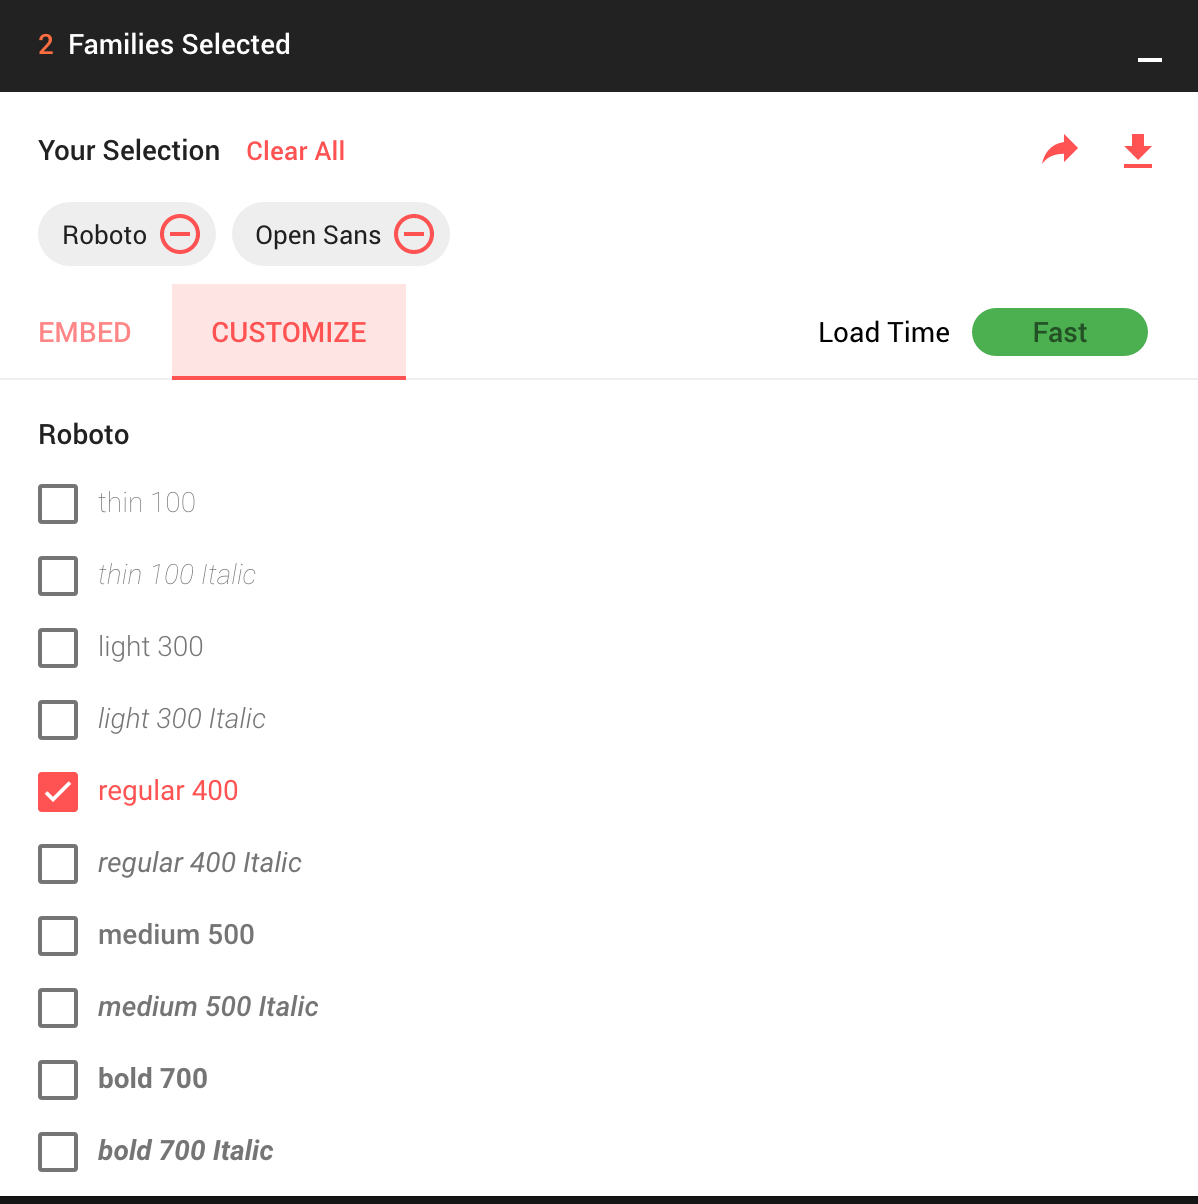 2 Families Selected
Your Selection Clear All
Roboto Open Sans
EMBED CUSTOMIZE Load Time Fast
Roboto
thin 100
thin 100 Italic
light 300
light 300 Italic
regular 400
regular 400 Italic
medium 500
medium 500 Italic
bold 700
bold 700 Italic